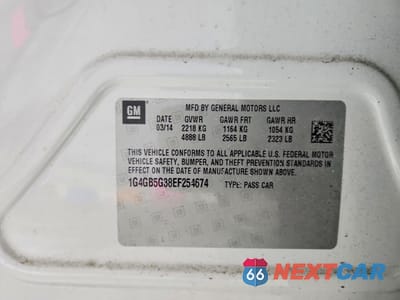 GM
MFD BY GENERAL MOTORS LLC
DATE GVWR GAWR FRT GAWR RR
03/14 2218 KG 1164 KG 1054 KG
4888 LB 2565 LB 2323 LB
THIS VEHICLE CONFORMS TO ALL APPLICABLE U.S. FEDERAL MOTOR
VEHICLE SAFETY, BUMPER, AND THEFT PREVENTION STANDARDS IN
EFFECT ON THE DATE OF MANUFACTURE SHOWN ABOVE.
1G4GB5G38EF254674 TYPE: PASS CAR
66 NEXTCAR